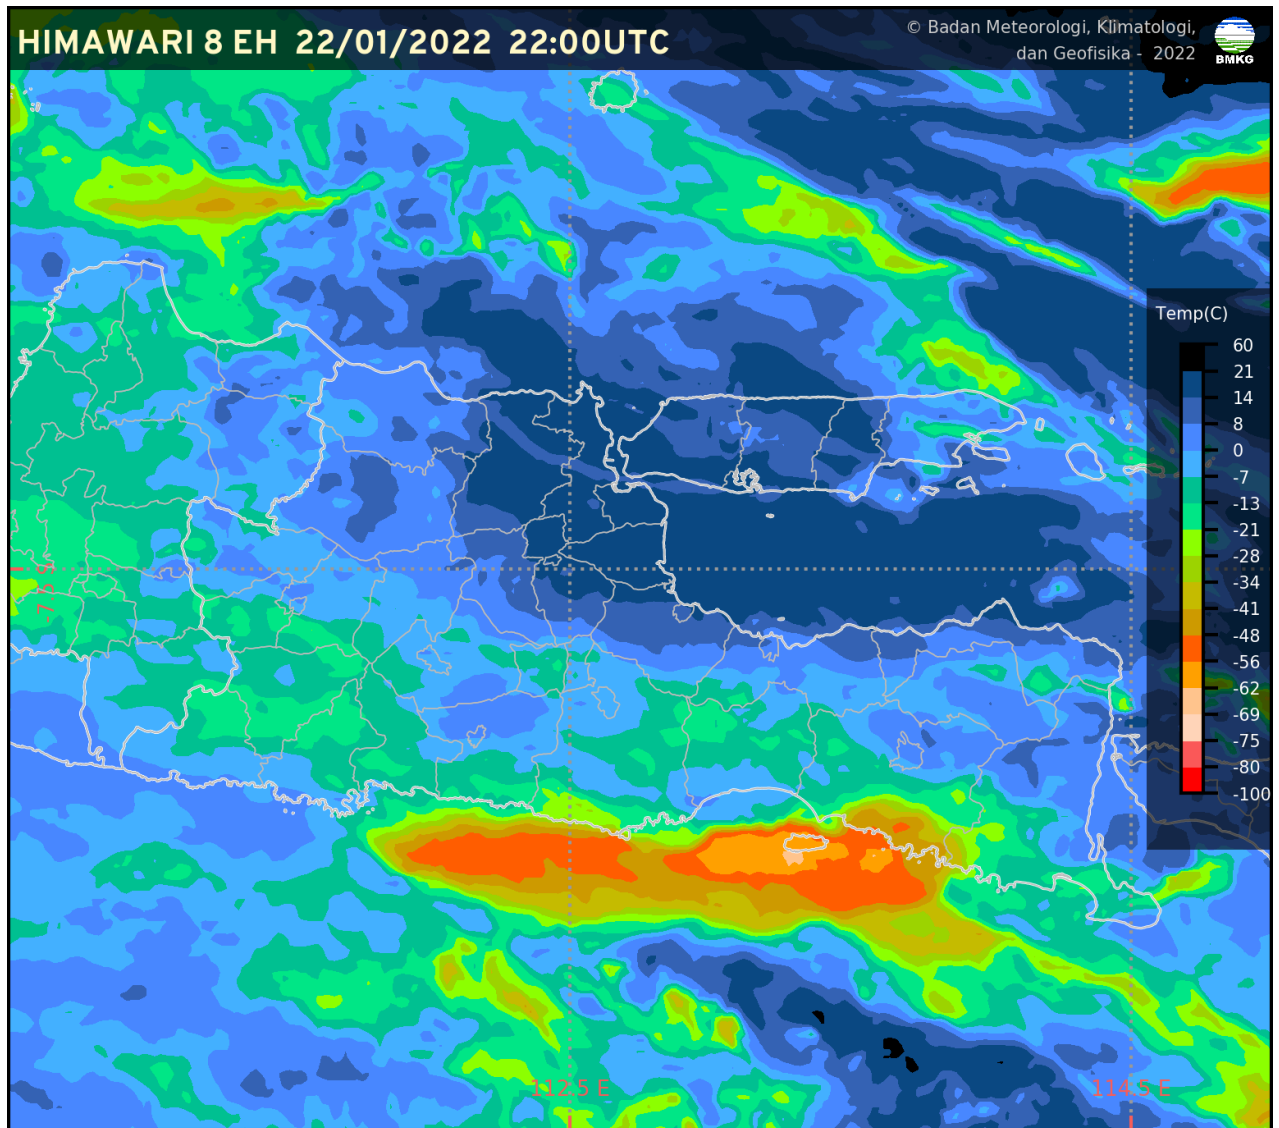 HIMAWARI 8 EH 22/01/2022 22:00UTC
© Badan Meteorologi, Klimatologi,
dan Geofisika - 2022
BMKG
Temp(C)
60
21
14
8
0
-7
-13
-21
-28
-34
-41
-48
-56
-62
-69
-75
-80
-100
-7.5 S
112.5 E
114.5 E